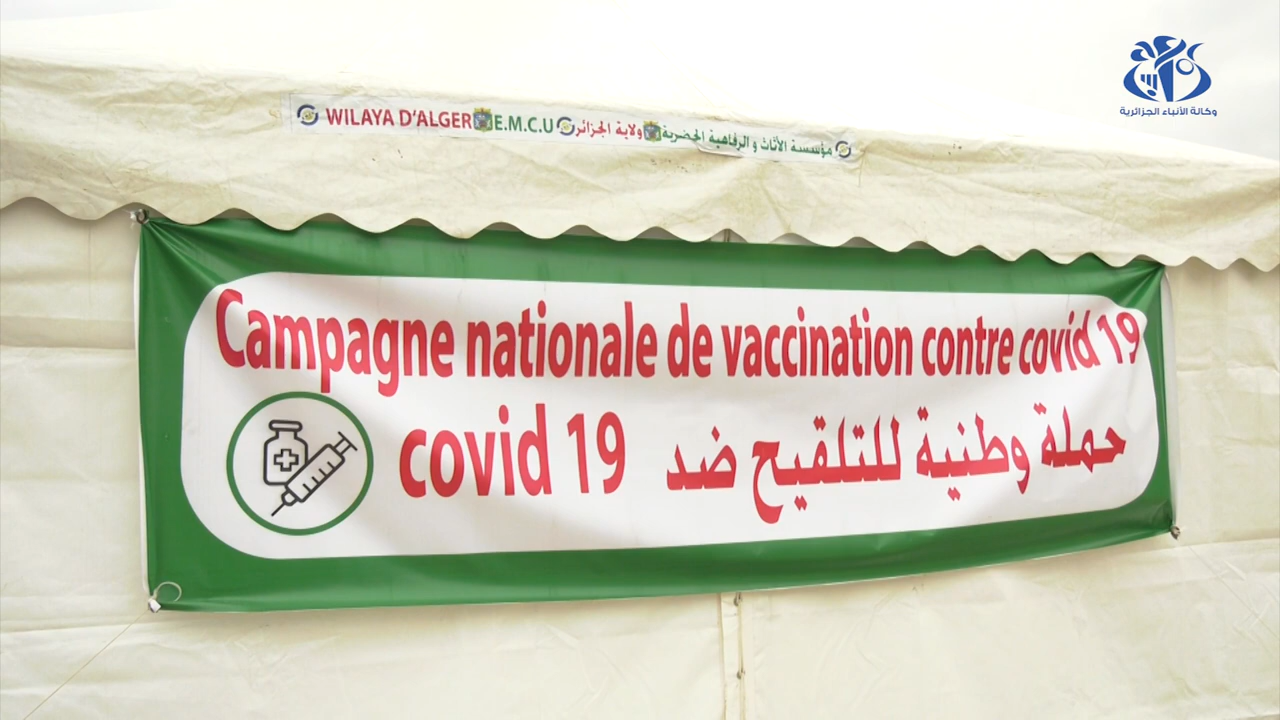 وكالة الأنباء الجزائرية
WILAYA D'ALGER E.M.C.U ولاية الجزائر مؤسسة الأثاث و الرفاهية الحضرية
Campagne nationale de vaccination contre covid 19
حملة وطنية للتلقيح ضد covid 19